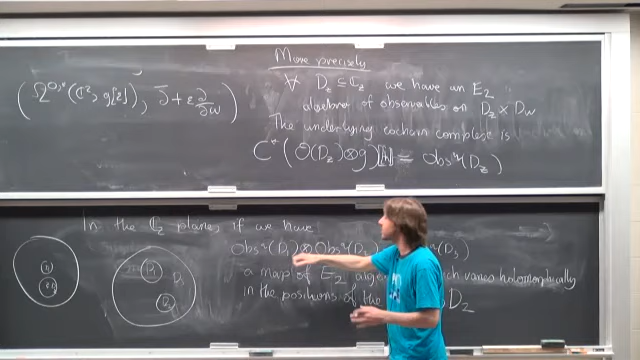 More precisely
∀ D_z ⊆ ℂ_z we have an E_2
algebra of observables on D_z × D_w
The underlying cochain complex is
C*(O(D_z)⊗g)[[ħ]] = Obs^q(D_z)
(Ω^{0,*}(ℂ², g[ε]), ∂̄ + ε ∂/∂w)
In the ℂ_z plane, if we have
Obs^q(D_1) ⊗ Obs^q(D_2 (D_3)
a map of E_2 which varies holomorphically
in the positions of the D_2
D_1
D_2
D_3